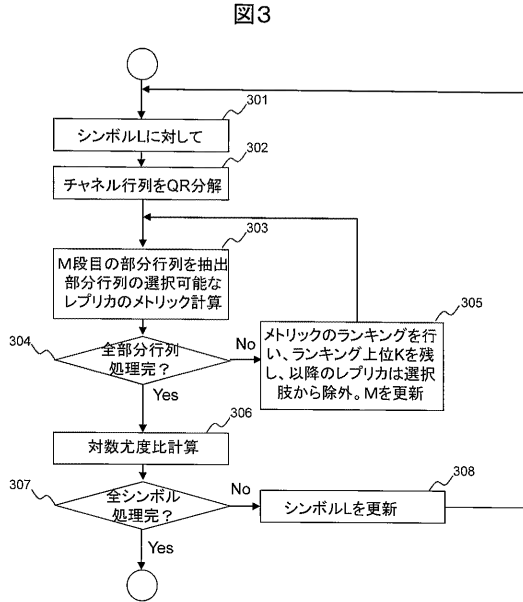 図3
301
シンボルLに対して
302
チャネル行列をQR分解
303
M段目の部分行列を抽出
部分行列の選択可能な
レプリカのメトリック計算
304
全部分行列
処理完?
No
Yes
305
メトリックのランキングを行
い、ランキング上位Kを残
し、以降のレプリカは選択
肢から除外。Mを更新
306
対数尤度比計算
307
全シンボル
処理完?
No
Yes
308
シンボルLを更新